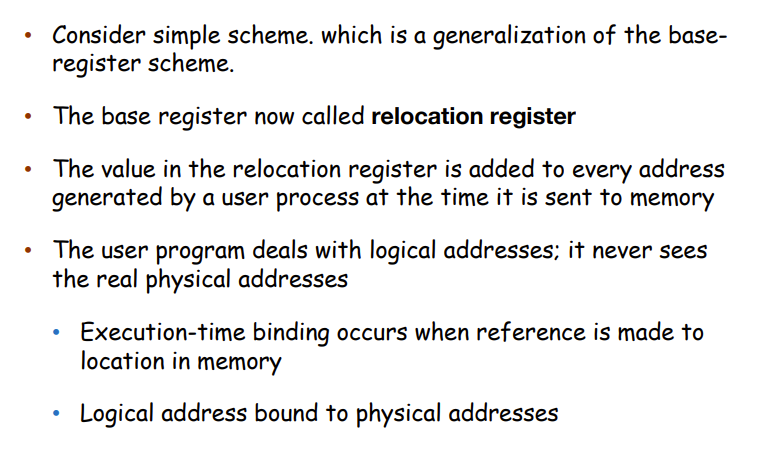 • Consider simple scheme. which is a generalization of the base-
register scheme.
• The base register now called relocation register
• The value in the relocation register is added to every address
generated by a user process at the time it is sent to memory
• The user program deals with logical addresses; it never sees
the real physical addresses
• Execution-time binding occurs when reference is made to
location in memory
• Logical address bound to physical addresses